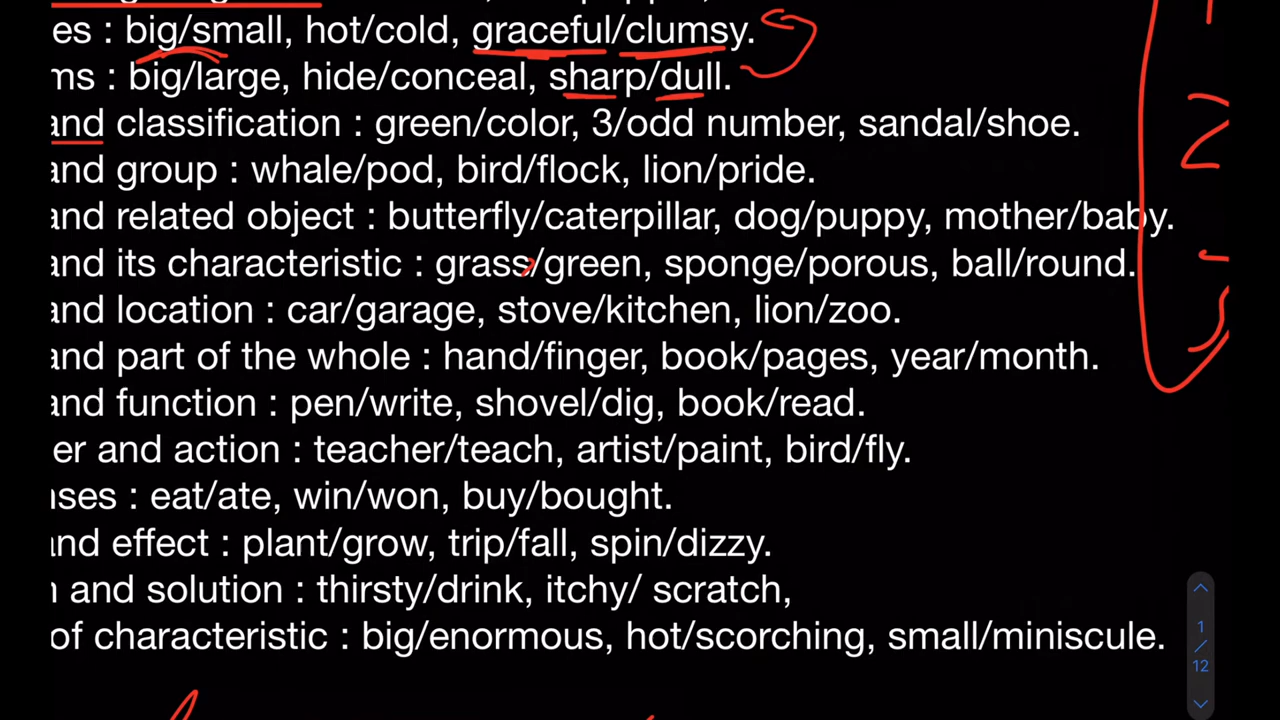 es : big/small, hot/cold, graceful/clumsy.
ms : big/large, hide/conceal, sharp/dull.
and classification : green/color, 3/odd number, sandal/shoe.
and group : whale/pod, bird/flock, lion/pride.
and related object : butterfly/caterpillar, dog/puppy, mother/baby.
and its characteristic : grass/green, sponge/porous, ball/round.
and location : car/garage, stove/kitchen, lion/zoo.
and part of the whole : hand/finger, book/pages, year/month.
and function : pen/write, shovel/dig, book/read.
er and action : teacher/teach, artist/paint, bird/fly.
nses : eat/ate, win/won, buy/bought.
and effect : plant/grow, trip/fall, spin/dizzy.
n and solution : thirsty/drink, itchy/ scratch,
of characteristic : big/enormous, hot/scorching, small/miniscule.
2
1
/
12